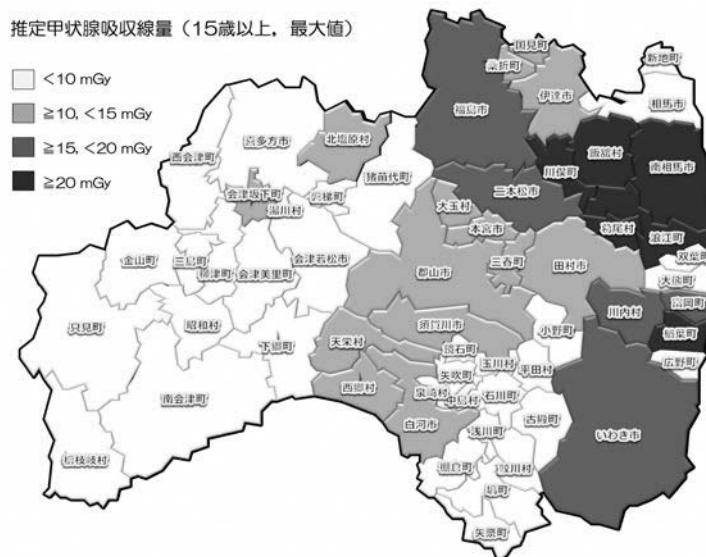 推定甲状腺吸収線量（15歳以上，最大値）
<10 mGy
≧10, <15 mGy
≧15, <20 mGy
≧20 mGy
国見町
桑折町
新地町
伊達市
相馬市
福島市
喜多方市
北塩原村
西会津町
飯舘村
川俣町
南相馬市
猪苗代町
会津坂下町
磐梯町
湯川村
二本松市
大玉村
葛尾村
本宮市
浪江町
双葉町
金山町
三島町
会津若松市
柳津町
会津美里町
三春町
田村市
大熊町
郡山市
富岡町
川内村
只見町
昭和村
須賀川市
小野町
楢葉町
下郷町
天栄村
鏡石町
玉川村
平田村
広野町
矢吹町
西郷村
泉崎村
中島村
石川町
南会津町
古殿町
白河市
浅川町
いわき市
檜枝岐村
棚倉町
鮫川村
塙町
矢祭町